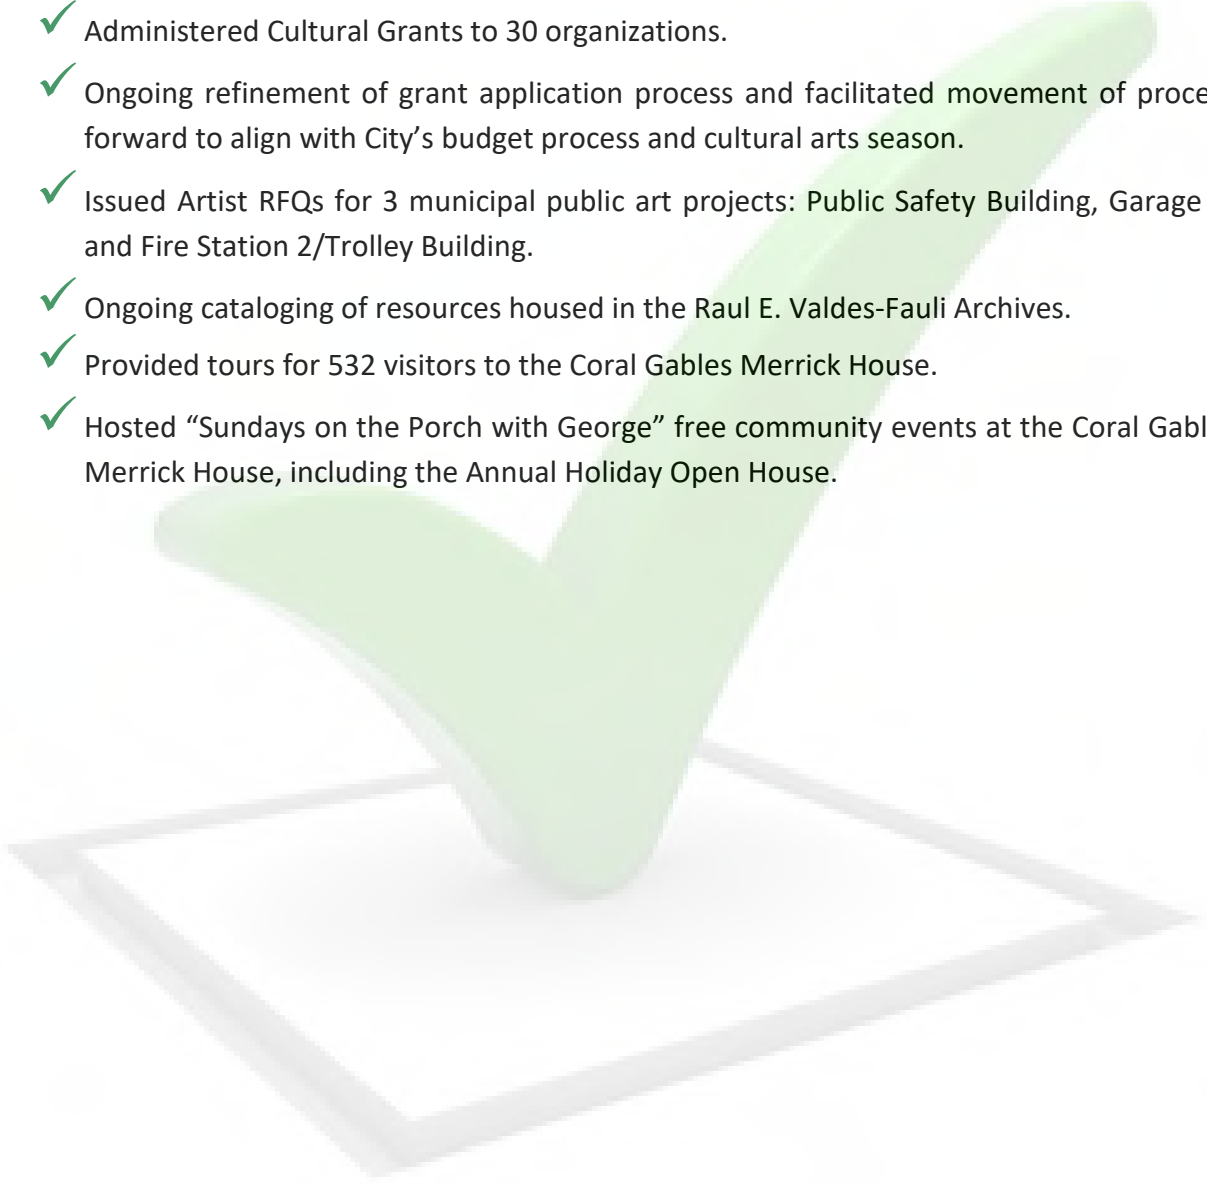 Administered Cultural Grants to 30 organizations.
Ongoing refinement of grant application process and facilitated movement of proce
forward to align with City’s budget process and cultural arts season.
Issued Artist RFQs for 3 municipal public art projects: Public Safety Building, Garage
and Fire Station 2/Trolley Building.
Ongoing cataloging of resources housed in the Raul E. Valdes-Fauli Archives.
Provided tours for 532 visitors to the Coral Gables Merrick House.
Hosted “Sundays on the Porch with George” free community events at the Coral Gabl
Merrick House, including the Annual Holiday Open House.